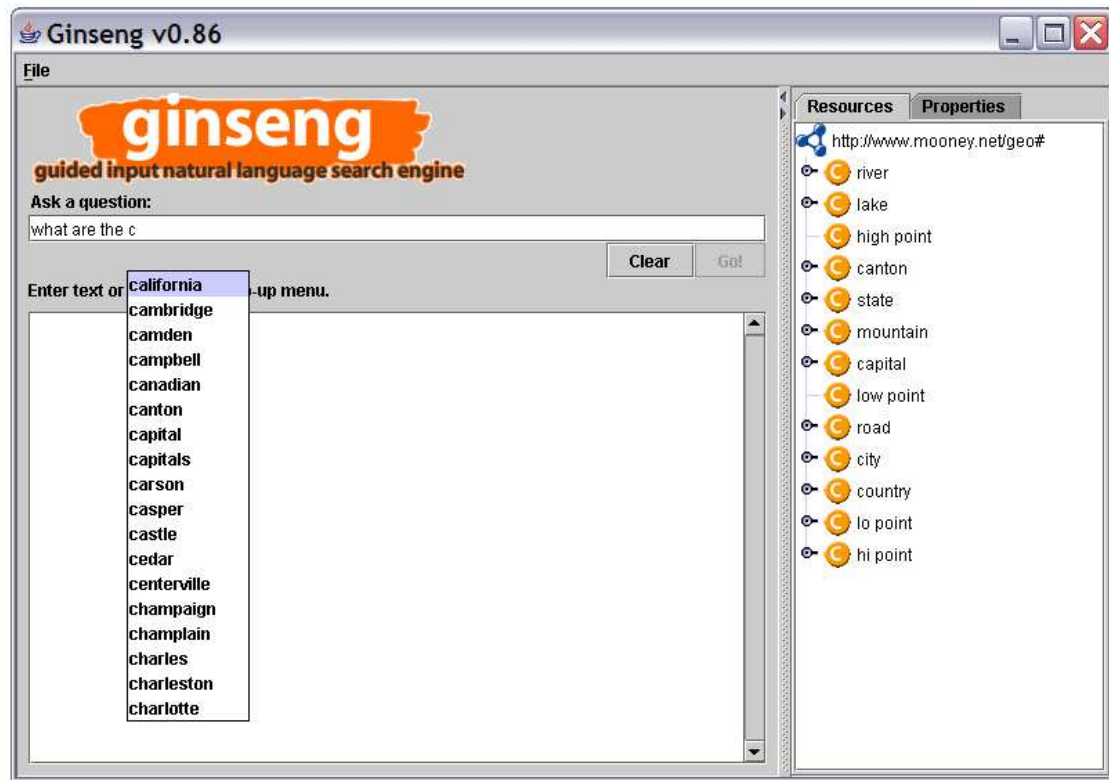 Ginseng v0.86
File
ginseng
guided input natural language search engine
Ask a question:
what are the c
Clear
Go!
Enter text or
-up menu.
california
cambridge
camden
campbell
canadian
canton
capital
capitals
carson
casper
castle
cedar
centerville
champaign
champlain
charles
charleston
charlotte
Resources
Properties
http://www.mooney.net/geo#
river
lake
high point
canton
state
mountain
capital
low point
road
city
country
lo point
hi point